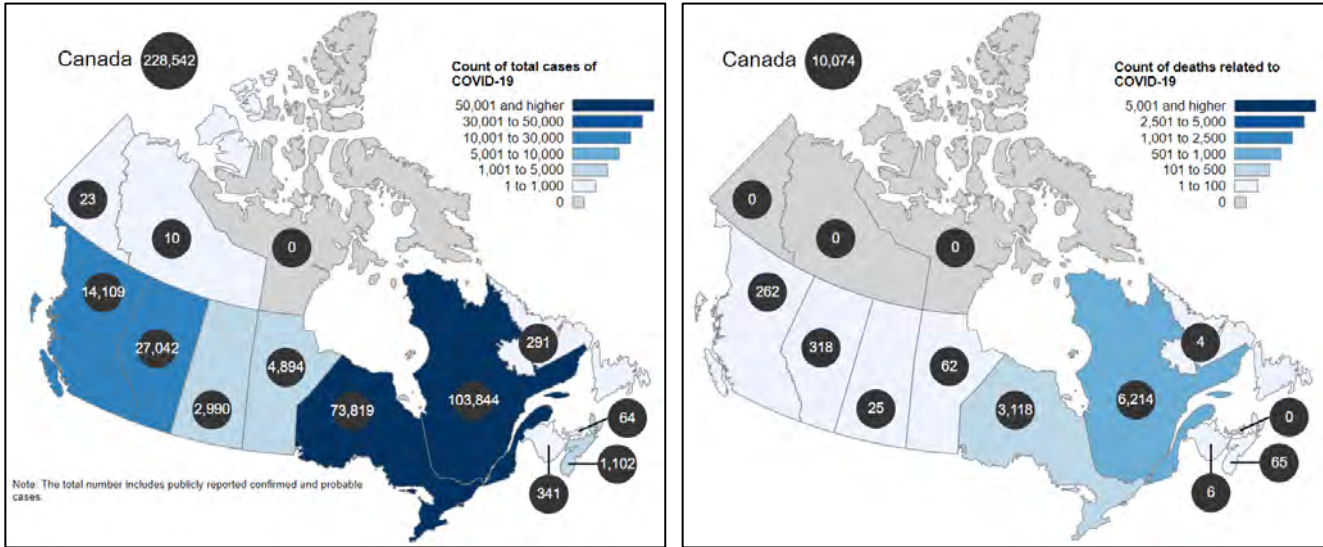 Canada 228,542
Count of total cases of
COVID-19
50,001 and higher
30,001 to 50,000
10,001 to 30,000
5,001 to 10,000
1,001 to 5,000
1 to 1,000
0
23
10
0
14,109
27,042
2,990
4,894
73,819
103,844
291
64
1,102
341
Note: The total number includes publicly reported confirmed and probable
cases.
Canada 10,074
Count of deaths related to
COVID-19
5,001 and higher
2,501 to 5,000
1,001 to 2,500
501 to 1,000
101 to 500
1 to 100
0
0
0
0
262
318
25
62
3,118
6,214
4
0
65
6